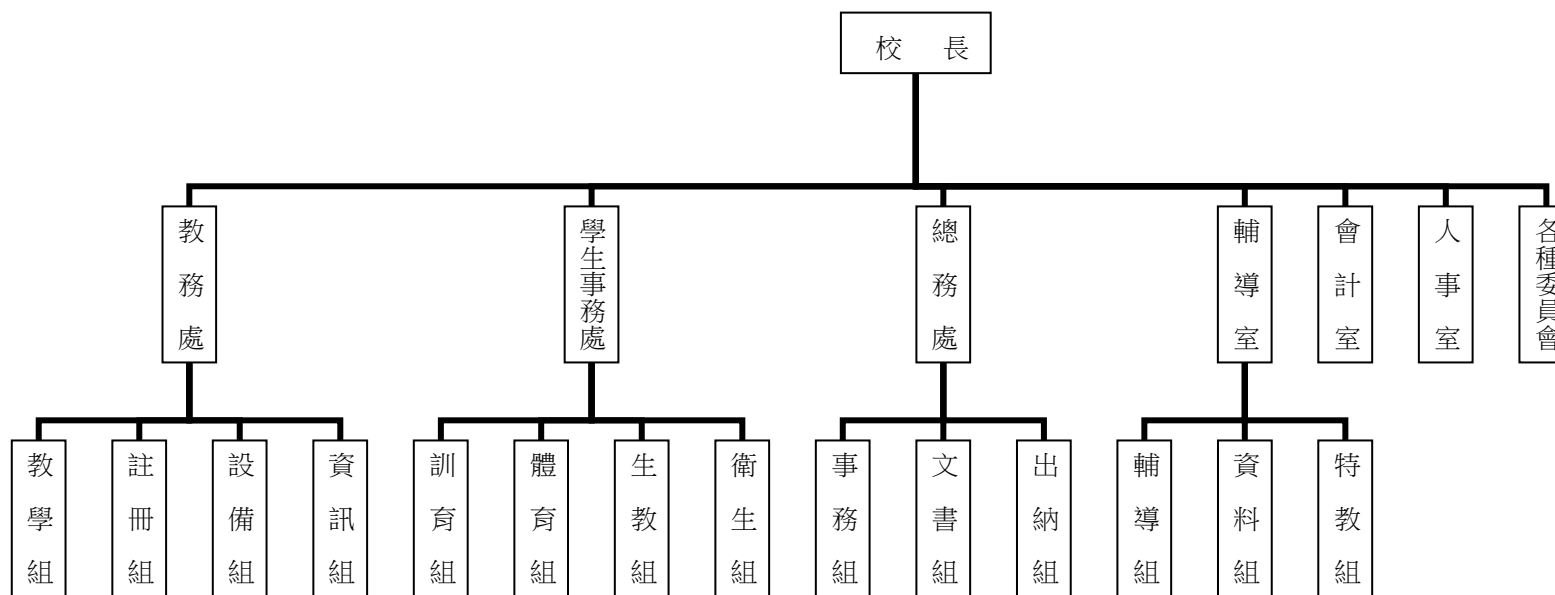 校長
教務處
學生事務處
總務處
輔導室
會計室
人事室
各種委員會
教學組
註冊組
設備組
資訊組
訓育組
體育組
生教組
衛生組
事務組
文書組
出納組
輔導組
資料組
特教組